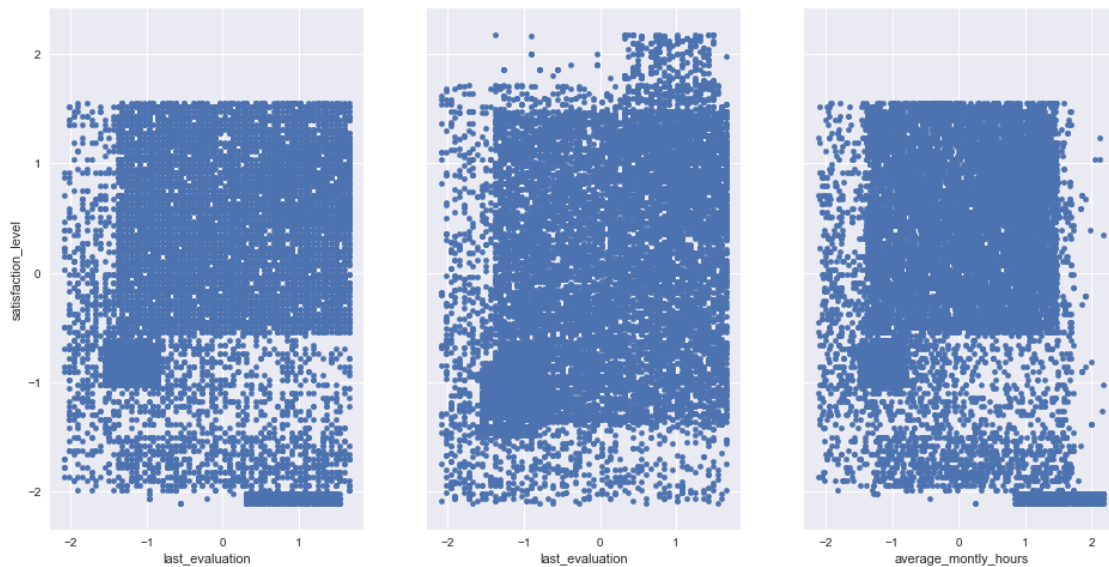 satisfaction_level
2
1
0
−1
−2
−2 −1 0 1
last_evaluation
−2 −1 0 1
last_evaluation
−2 −1 0 1 2
average_montly_hours